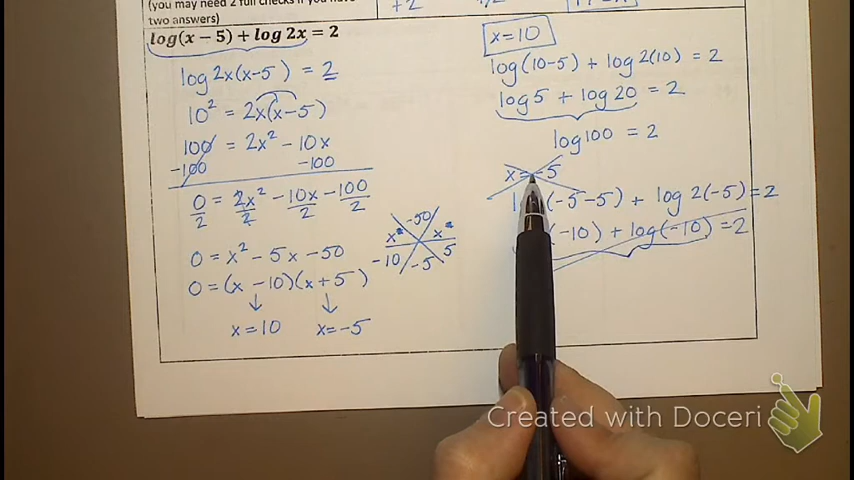 (you may need 2 full checks if you have
two answers)
log(x − 5) + log 2x = 2
log 2x(x-5) = 2
10² = 2x(x-5)
100 = 2x² - 10x
-100 -100
0 = 2x² - 10x - 100
2 2 2 2
0 = x² - 5x - 50
0 = (x - 10)(x + 5)
x = 10 x = -5
-50
x² x²
-10 5
-5
x = 10
log(10-5) + log 2(10) = 2
log 5 + log 20 = 2
log 100 = 2
x = -5
(-5-5) + log 2(-5) = 2
(-10) + log(-10) = 2
Created with Doceri